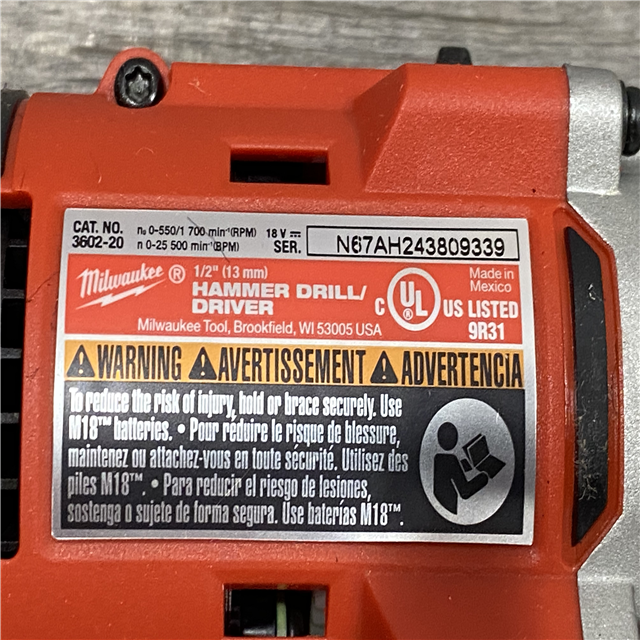 CAT. NO. n₀ 0-550/1 700 min⁻¹(RPM) 18 V ⎓
3602-20 n 0-25 500 min⁻¹(BPM) SER. N67AH243809339
Milwaukee ® 1/2" (13 mm)
HAMMER DRILL/
DRIVER
Milwaukee Tool, Brookfield, WI 53005 USA
C UL ® US LISTED
9R31
Made in
Mexico
WARNING AVERTISSEMENT ADVERTENCIA
To reduce the risk of injury, hold or brace securely. Use
M18™ batteries. • Pour réduire le risque de blessure,
maintenez ou attachez-vous en toute sécurité. Utilisez des
piles M18™. • Para reducir el riesgo de lesiones,
sostenga o sujete de forma segura. Use baterías M18™.